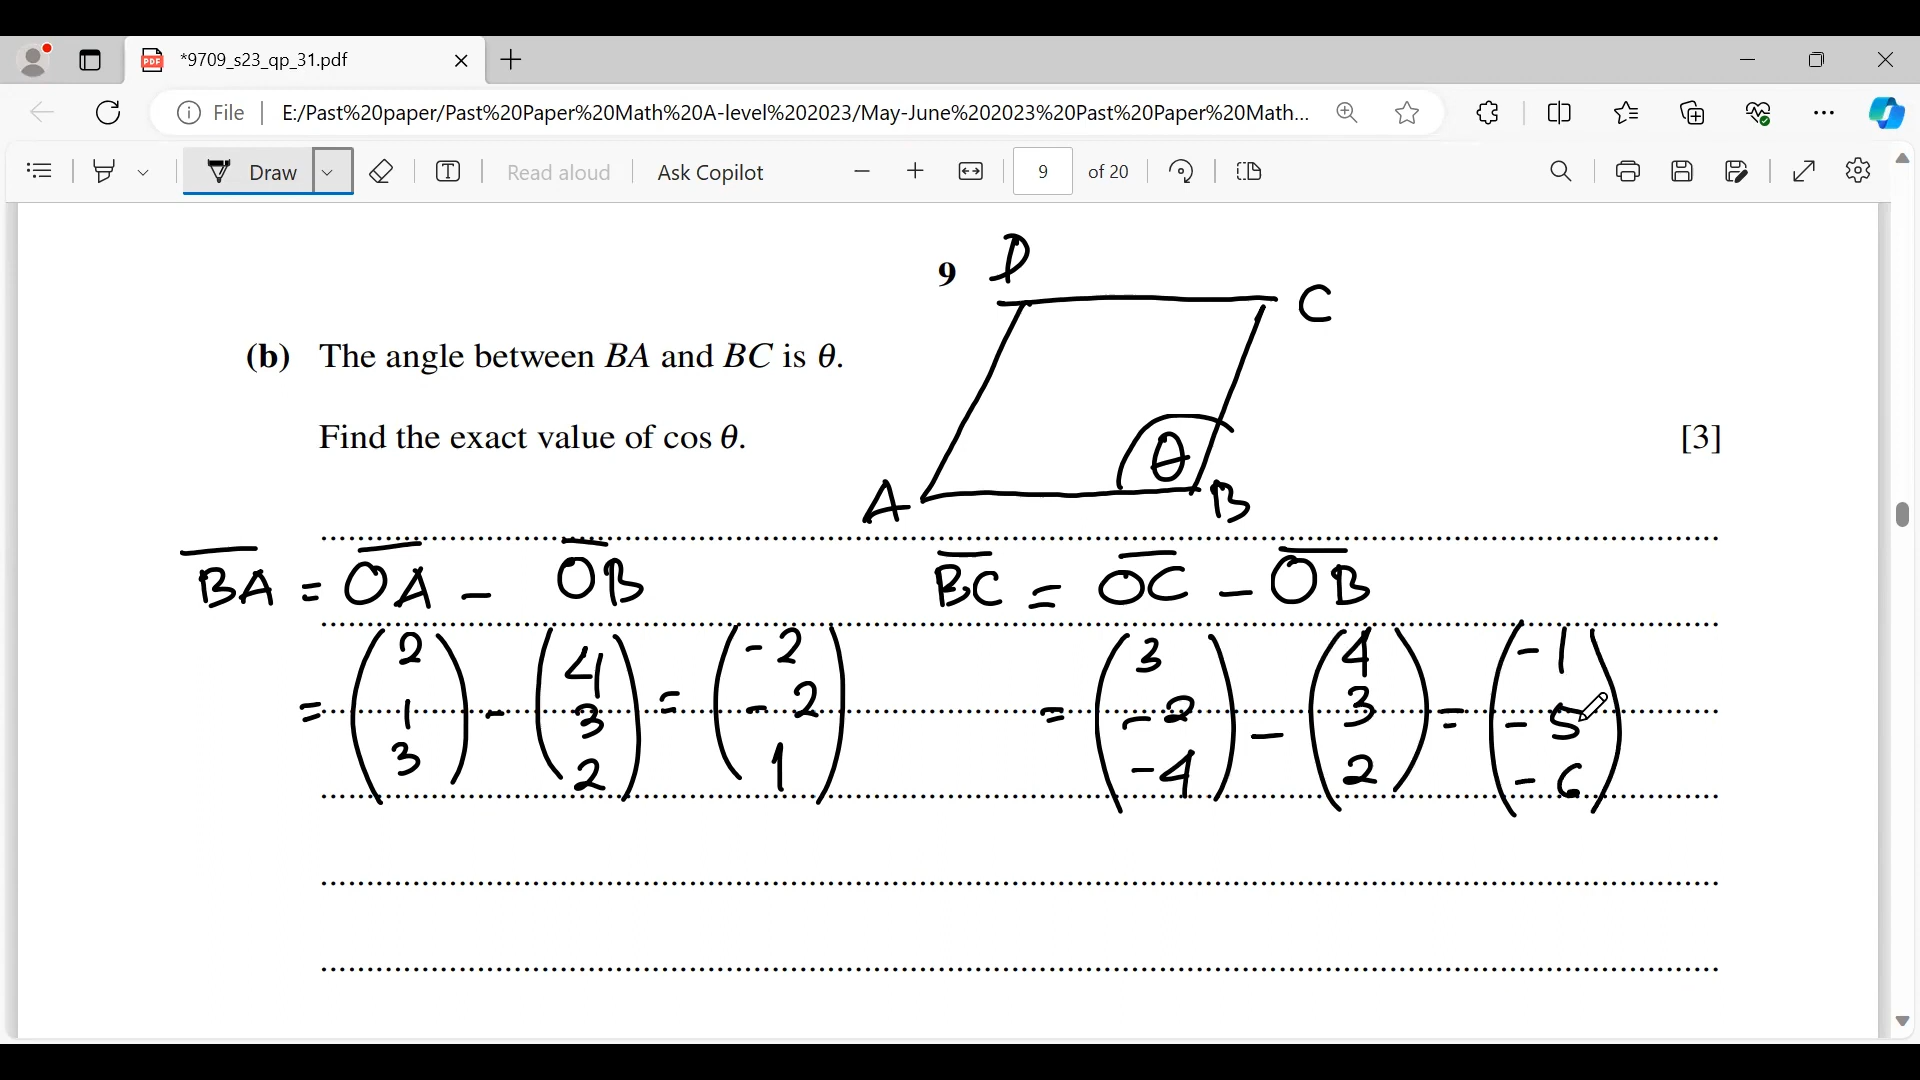 *9709_s23_qp_31.pdf
File E:/Past%20paper/Past%20Paper%20Math%20A-level%202023/May-June%202023%20Past%20Paper%20Math...
Draw Read aloud Ask Copilot 9 of 20
9
D
C
(b) The angle between BA and BC is θ.
Find the exact value of cos θ. [3]
θ
A B
BA = OA - OB BC = OC - OB
= (2 1 3) - (4 3 2) = (-2 -2 1) = (3 -2 -4) - (4 3 2) = (-1 -5 -6)